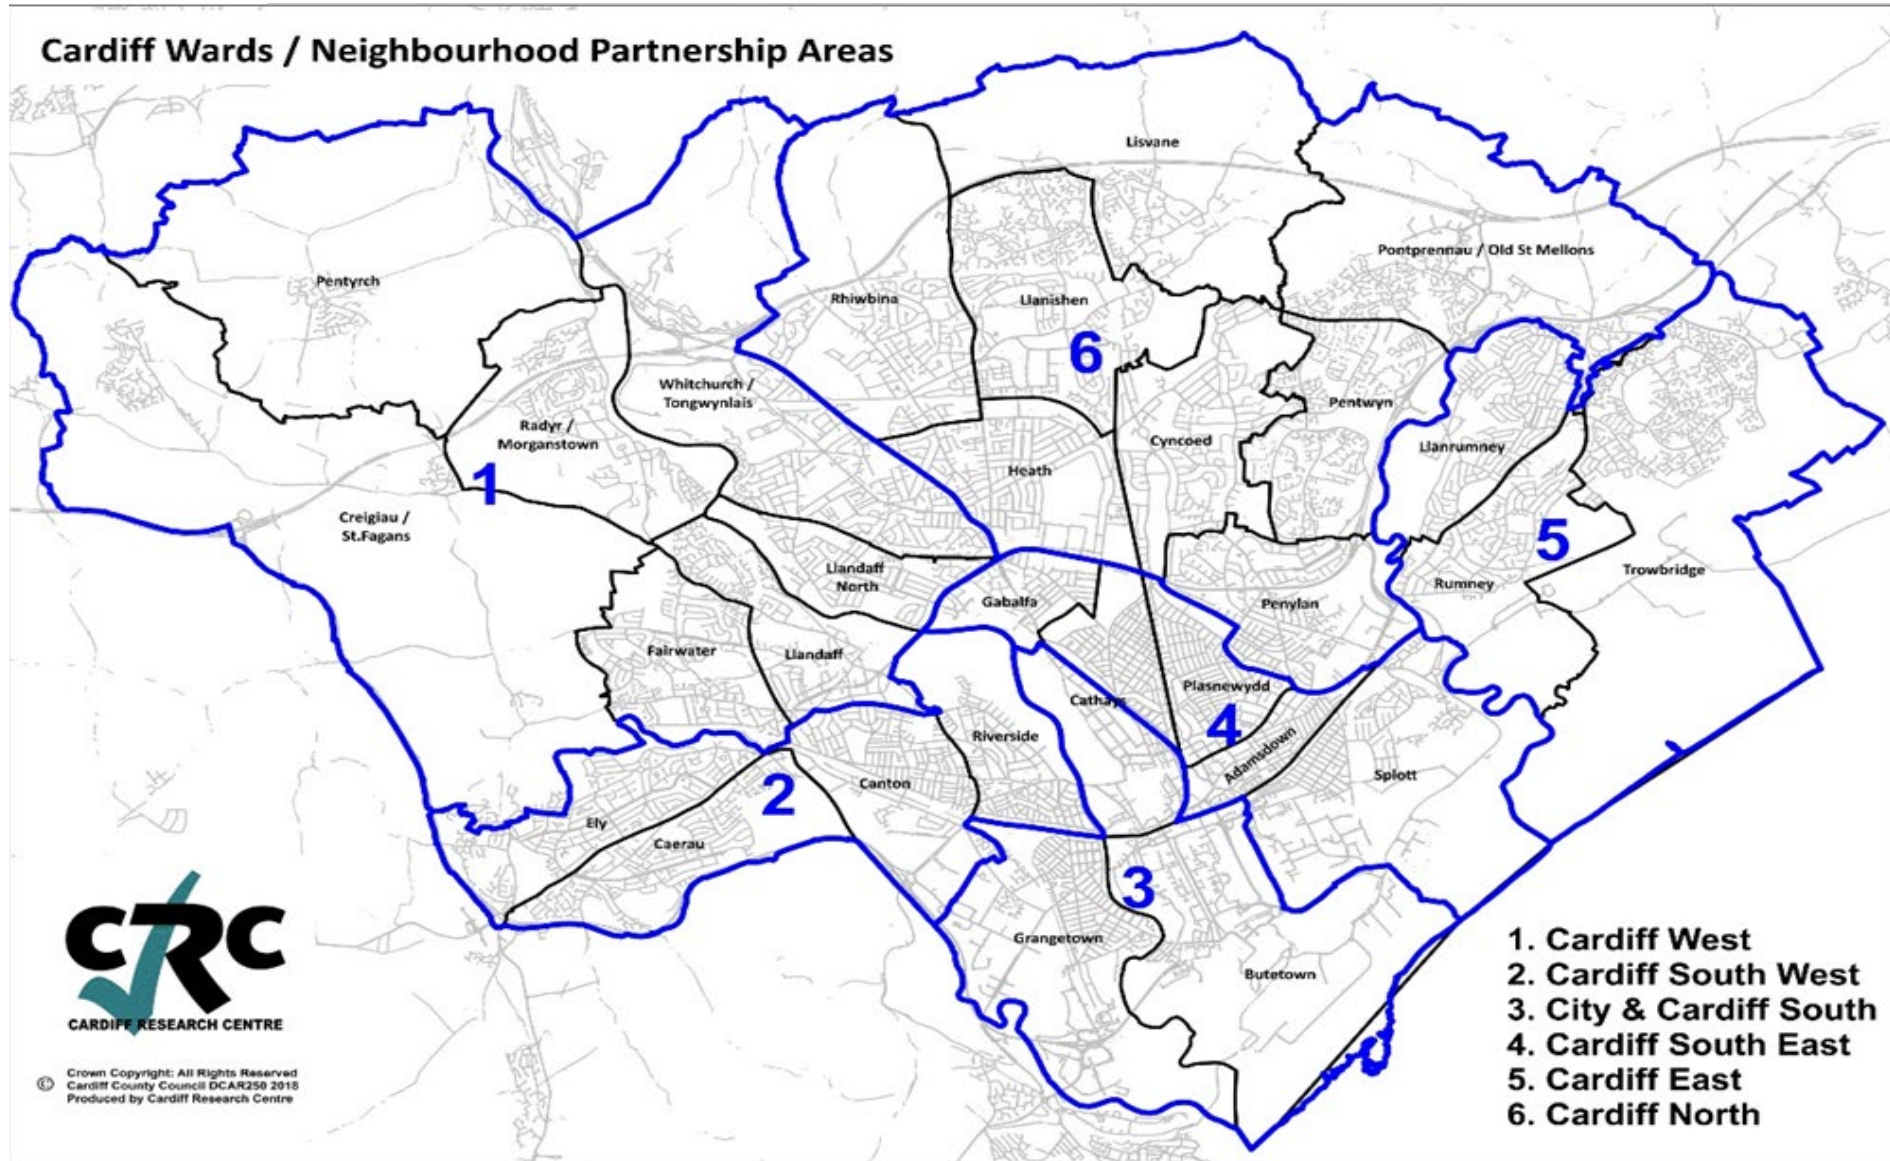 Cardiff Wards / Neighbourhood Partnership Areas
Lisvane
Pontprennau / Old St Mellons
Pentyrch
Rhiwbina
Llanishen
6
Whitchurch /
Tongwynlais
Pentwyn
Radyr /
Morganstown
Cyncoed
Llanrumney
Heath
1
Creigiau /
St.Fagans
5
Llandaff
North
Trowbridge
Rumney
Gabalfa
Penylan
Fairwater
Llandaff
Plasnewydd
Cathays
4
Riverside
Adamsdown
Splott
Canton
2
Ely
Caerau
3
Grangetown
Butetown
CRC
CARDIFF RESEARCH CENTRE
© Crown Copyright: All Rights Reserved
Cardiff County Council DCAR250 2018
Produced by Cardiff Research Centre
1. Cardiff West
2. Cardiff South West
3. City & Cardiff South
4. Cardiff South East
5. Cardiff East
6. Cardiff North